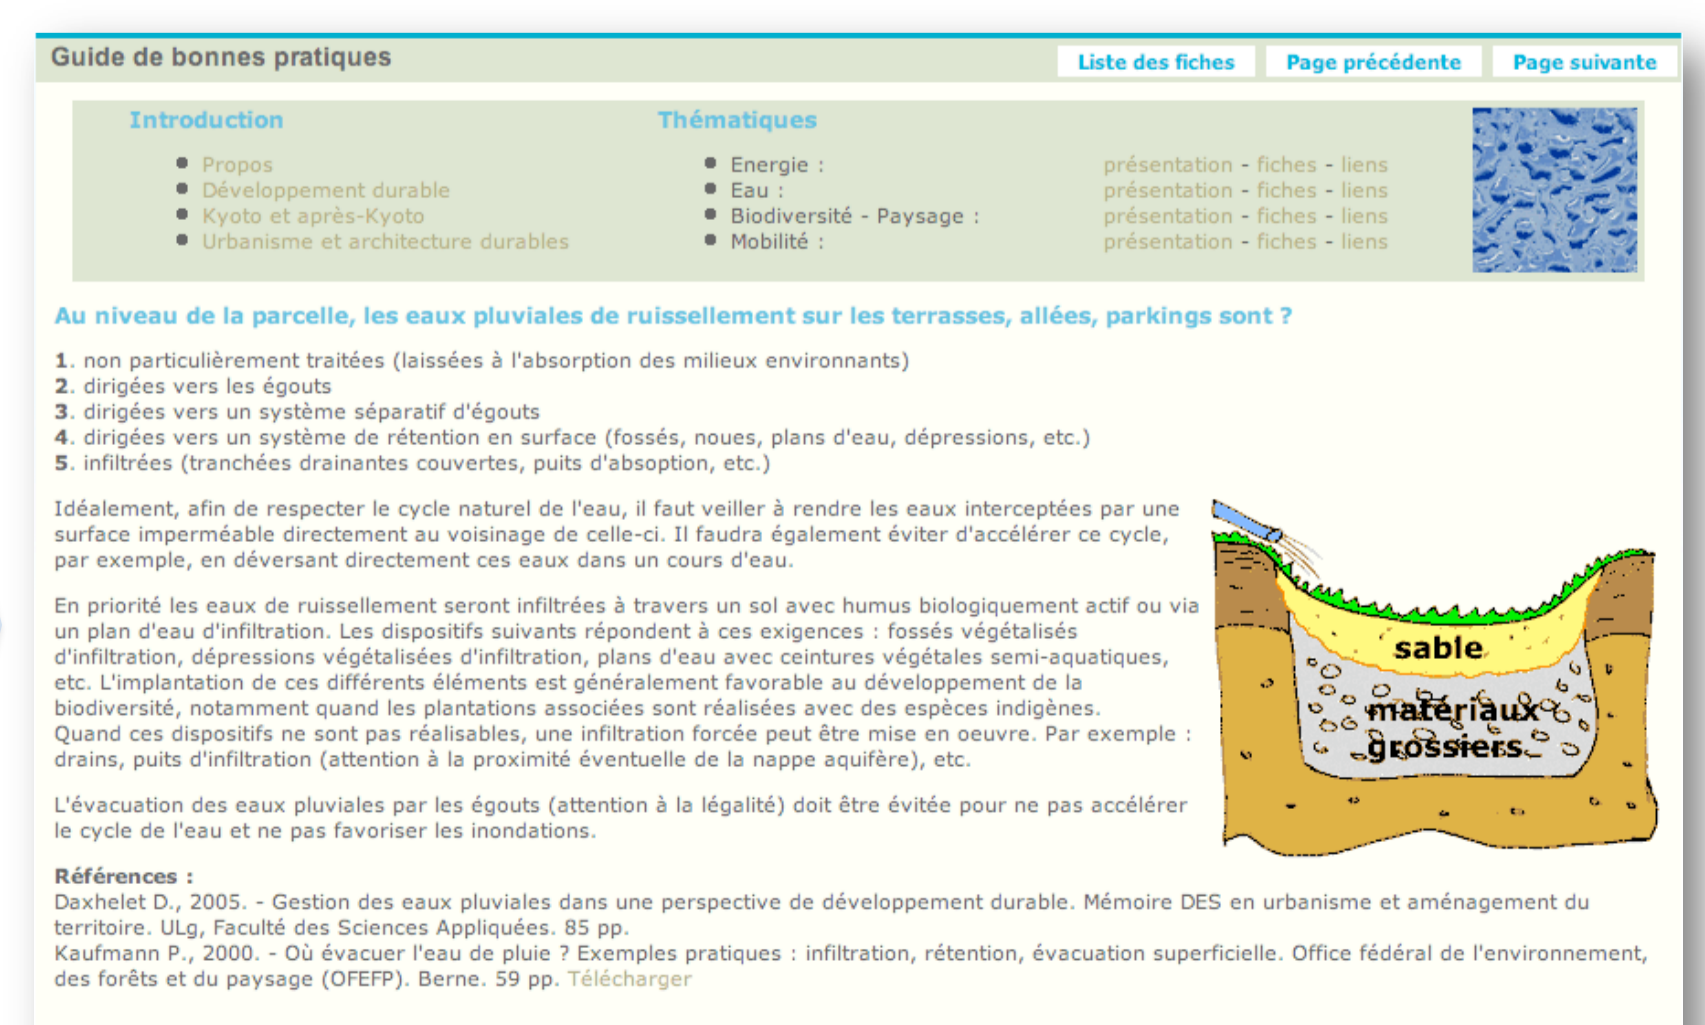 Guide de bonnes pratiques
Liste des fiches
Page précédente
Page suivante
Introduction
Propos
Développement durable
Kyoto et après-Kyoto
Urbanisme et architecture durables
Thématiques
Energie : présentation - fiches - liens
Eau : présentation - fiches - liens
Biodiversité - Paysage : présentation - fiches - liens
Mobilité : présentation - fiches - liens
Au niveau de la parcelle, les eaux pluviales de ruissellement sur les terrasses, allées, parkings sont ?
1. non particulièrement traitées (laissées à l'absorption des milieux environnants)
2. dirigées vers les égouts
3. dirigées vers un système séparatif d'égouts
4. dirigées vers un système de rétention en surface (fossés, noues, plans d'eau, dépressions, etc.)
5. infiltrées (tranchées drainantes couvertes, puits d'absoption, etc.)
Idéalement, afin de respecter le cycle naturel de l'eau, il faut veiller à rendre les eaux interceptées par une
surface imperméable directement au voisinage de celle-ci. Il faudra également éviter d'accélérer ce cycle,
par exemple, en déversant directement ces eaux dans un cours d'eau.
En priorité les eaux de ruissellement seront infiltrées à travers un sol avec humus biologiquement actif ou via
un plan d'eau d'infiltration. Les dispositifs suivants répondent à ces exigences : fossés végétalisés
d'infiltration, dépressions végétalisées d'infiltration, plans d'eau avec ceintures végétales semi-aquatiques,
etc. L'implantation de ces différents éléments est généralement favorable au développement de la
biodiversité, notamment quand les plantations associées sont réalisées avec des espèces indigènes.
Quand ces dispositifs ne sont pas réalisables, une infiltration forcée peut être mise en oeuvre. Par exemple :
drains, puits d'infiltration (attention à la proximité éventuelle de la nappe aquifère), etc.
L'évacuation des eaux pluviales par les égouts (attention à la légalité) doit être évitée pour ne pas accélérer
le cycle de l'eau et ne pas favoriser les inondations.
sable
matériaux
grossiers
Références :
Daxhelet D., 2005. - Gestion des eaux pluviales dans une perspective de développement durable. Mémoire DES en urbanisme et aménagement du
territoire. ULg, Faculté des Sciences Appliquées. 85 pp.
Kaufmann P., 2000. - Où évacuer l'eau de pluie ? Exemples pratiques : infiltration, rétention, évacuation superficielle. Office fédéral de l'environnement,
des forêts et du paysage (OFEFP). Berne. 59 pp. Télécharger